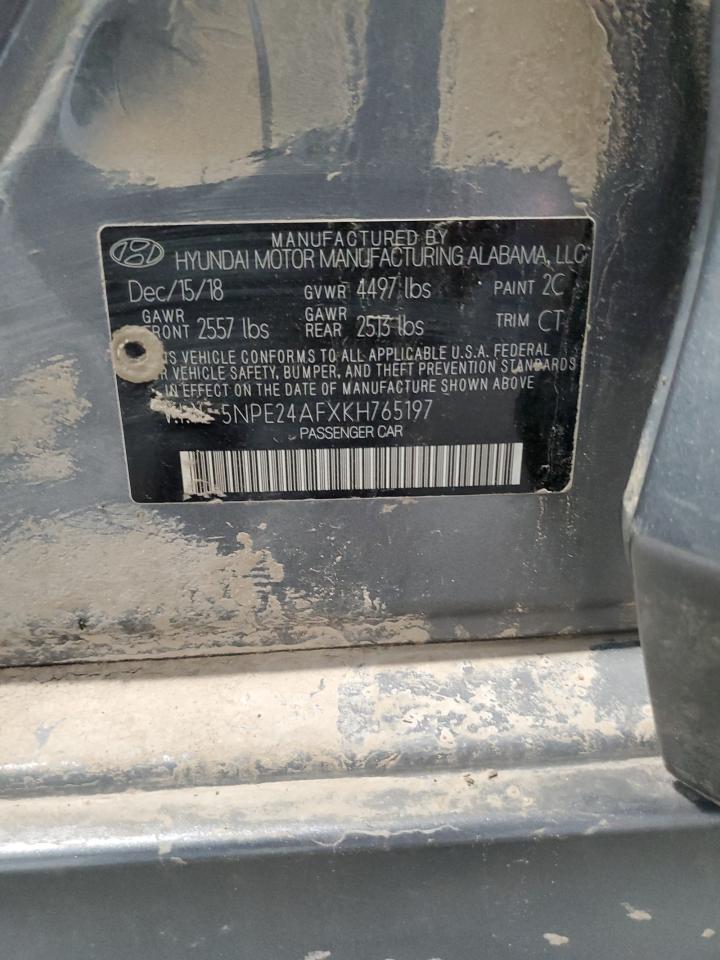 MANUFACTURED BY
HYUNDAI MOTOR MANUFACTURING ALABAMA, LLC
Dec/15/18 GVWR 4497 lbs PAINT 2C
GAWR FRONT 2557 lbs GAWR REAR 2513 lbs TRIM CT
VEHICLE CONFORMS TO ALL APPLICABLE U.S.A. FEDERAL
VEHICLE SAFETY, BUMPER, AND THEFT PREVENTION STANDARDS
IN EFFECT ON THE DATE OF MANUFACTURE SHOWN ABOVE.
5NPE24AFXKH765197
PASSENGER CAR